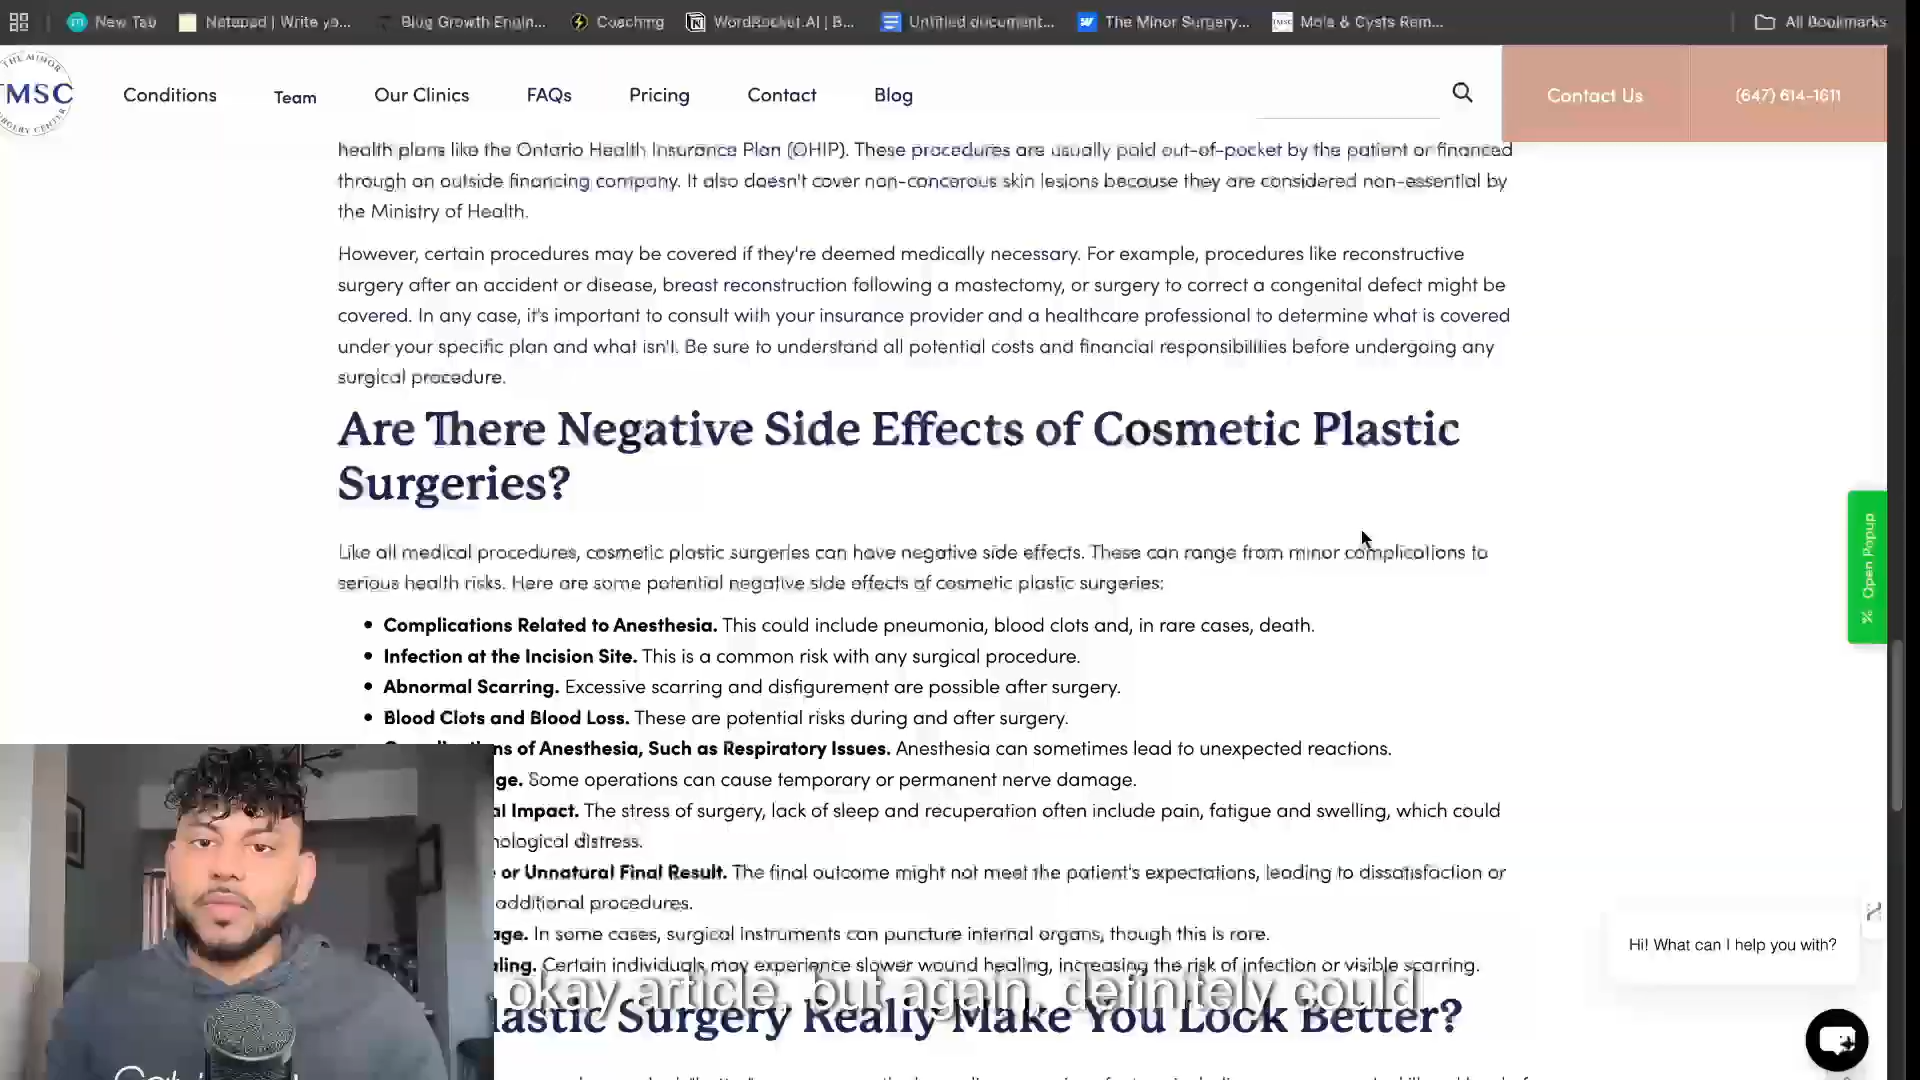 New Tab
Notepad | Write yo...
Blug Growth Engin...
Coaching
WordRocket.AI | B...
Untitled document...
The Minor Surgery...
Mole & Cysts Rem...
All Bookmarks
THE MINOR
TMSC
SURGERY CENTER
Conditions
Team
Our Clinics
FAQs
Pricing
Contact
Blog
Contact Us
(647) 614-1611
health plans like the Ontario Health Insurance Plan (OHIP). These procedures are usually paid out-of-pocket by the patient or financed
through an outside financing company. It also doesn't cover non-cancerous skin lesions because they are considered non-essential by
the Ministry of Health.
However, certain procedures may be covered if they're deemed medically necessary. For example, procedures like reconstructive
surgery after an accident or disease, breast reconstruction following a mastectomy, or surgery to correct a congenital defect might be
covered. In any case, it's important to consult with your insurance provider and a healthcare professional to determine what is covered
under your specific plan and what isn't. Be sure to understand all potential costs and financial responsibilities before undergoing any
surgical procedure.
Are There Negative Side Effects of Cosmetic Plastic
Surgeries?
Like all medical procedures, cosmetic plastic surgeries can have negative side effects. These can range from minor complications to
serious health risks. Here are some potential negative side effects of cosmetic plastic surgeries:
• Complications Related to Anesthesia. This could include pneumonia, blood clots and, in rare cases, death.
• Infection at the Incision Site. This is a common risk with any surgical procedure.
• Abnormal Scarring. Excessive scarring and disfigurement are possible after surgery.
• Blood Clots and Blood Loss. These are potential risks during and after surgery.
of Anesthesia, Such as Respiratory Issues. Anesthesia can sometimes lead to unexpected reactions.
ge. Some operations can cause temporary or permanent nerve damage.
al Impact. The stress of surgery, lack of sleep and recuperation often include pain, fatigue and swelling, which could
hological distress.
or Unnatural Final Result. The final outcome might not meet the patient's expectations, leading to dissatisfaction or
additional procedures.
age. In some cases, surgical instruments can puncture internal organs, though this is rare.
aling. Certain individuals may experience slower wound healing, increasing the risk of infection or visible scarring.
okay article, but again, definitely could
lastic Surgery Really Make You Look Better?
% Open Popup
Hi! What can I help you with?